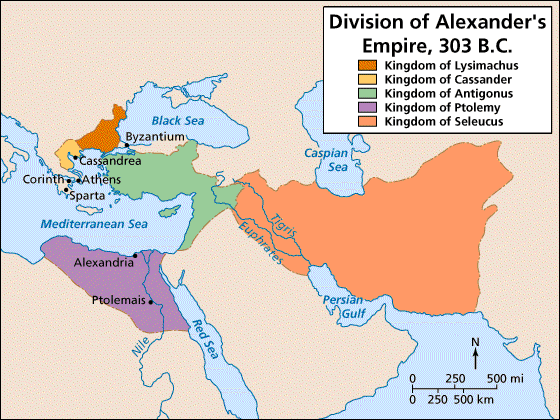 Division of Alexander's
Empire, 303 B.C.
Kingdom of Lysimachus
Kingdom of Cassander
Kingdom of Antigonus
Kingdom of Ptolemy
Kingdom of Seleucus
Black Sea
Byzantium
Caspian
Sea
Cassandrea
Corinth
Athens
Sparta
Mediterranean Sea
Tigris
Euphrates
Alexandria
Ptolemais
Persian
Gulf
Nile
Red Sea
N
0 250 500 mi
0 250 500 km